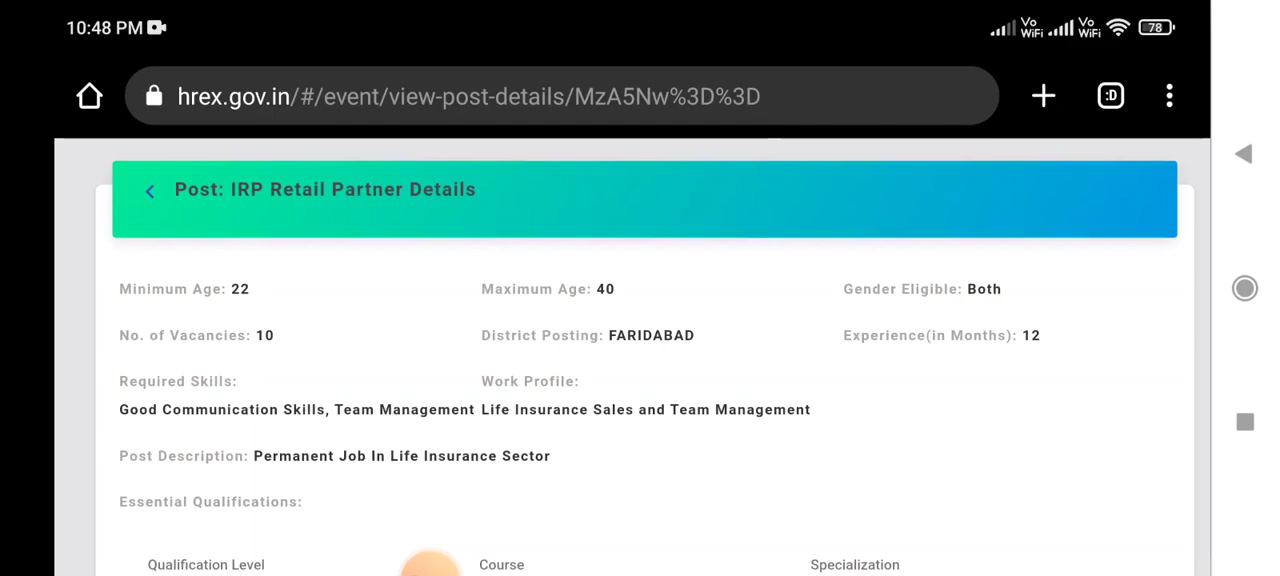 10:48 PM
Vo WiFi Vo WiFi 78
hrex.gov.in/#/event/view-post-details/MzA5Nw%3D%3D
:D
Post: IRP Retail Partner Details
Minimum Age: 22 Maximum Age: 40 Gender Eligible: Both
No. of Vacancies: 10 District Posting: FARIDABAD Experience(in Months): 12
Required Skills: Work Profile:
Good Communication Skills, Team Management Life Insurance Sales and Team Management
Post Description: Permanent Job In Life Insurance Sector
Essential Qualifications:
Qualification Level Course Specialization